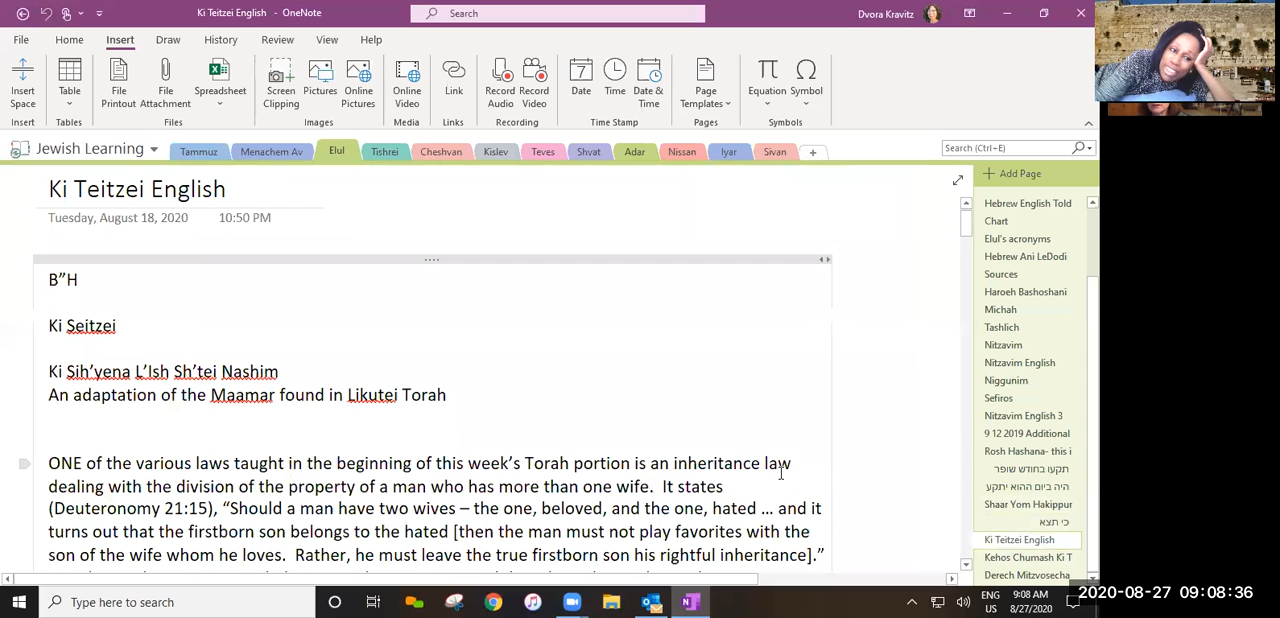 Ki Teitzei English - OneNote
Search
Dvora Kravitz
File Home Insert Draw History Review View Help
Insert Space
Table
File Printout
File Attachment
Spreadsheet
Screen Clipping
Pictures
Online Pictures
Online Video
Link
Record Audio
Record Video
Date
Time
Date & Time
Page Templates
Equation
Symbol
Insert Tables Files Images Media Links Recording Time Stamp Pages Symbols
Jewish Learning
Tammuz Menachem Av Elul Tishrei Cheshvan Kislev Teves Shvat Adar Nissan Iyar Sivan +
Search (Ctrl+E)
Ki Teitzei English
Tuesday, August 18, 2020 10:50 PM
B”H
Ki Seitzei
Ki Sih’yena L’Ish Sh’tei Nashim
An adaptation of the Maamar found in Likutei Torah
ONE of the various laws taught in the beginning of this week’s Torah portion is an inheritance law
dealing with the division of the property of a man who has more than one wife. It states
(Deuteronomy 21:15), “Should a man have two wives – the one, beloved, and the one, hated … and it
turns out that the firstborn son belongs to the hated [then the man must not play favorites with the
son of the wife whom he loves. Rather, he must leave the true firstborn son his rightful inheritance].”
Add Page
Hebrew English Told
Chart
Elul's acronyms
Hebrew Ani LeDodi
Sources
Haroeh Bashoshani
Michah
Tashlich
Nitzavim
Nitzavim English
Niggunim
Sefiros
Nitzavim English 3
9 12 2019 Additional
Rosh Hashana- this i
תקעו בחודש שופר
היה ביום ההוא יתקע
Shaar Yom Hakippur
כי תצא
Ki Teitzei English
Kehos Chumash Ki T
Derech Mitzvosecha
Type here to search
ENG
US
9:08 AM
8/27/2020
2020-08-27 09:08:36